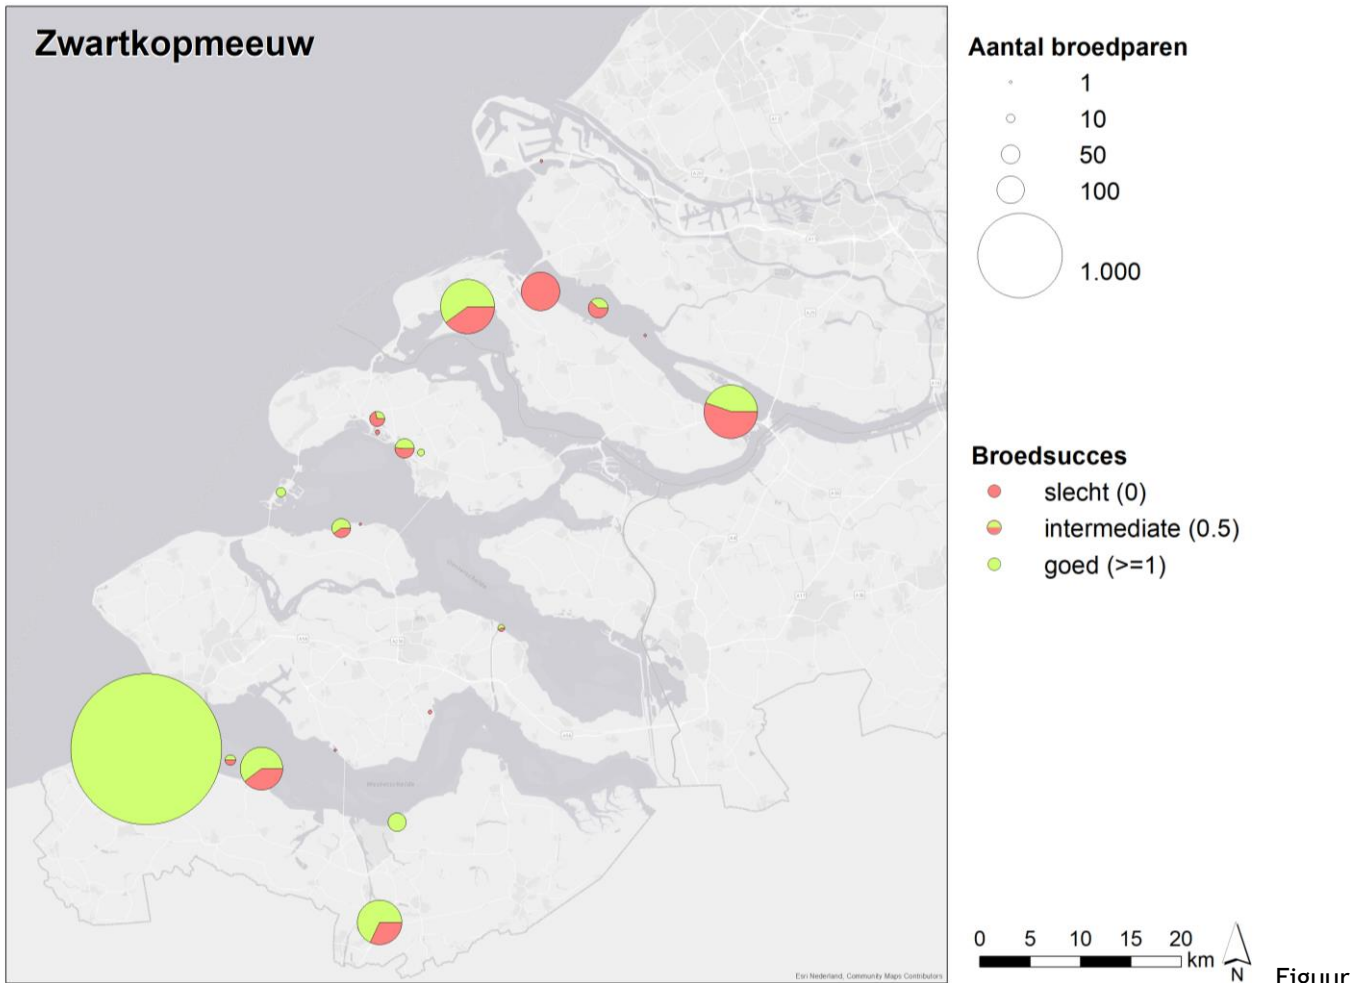 Zwartkopmeeuw
Aantal broedparen
1
10
50
100
1.000
Broedsucces
slecht (0)
intermediate (0.5)
goed (>=1)
0 5 10 15 20
km
N
Esri Nederland, Community Maps Contributors
Figuur